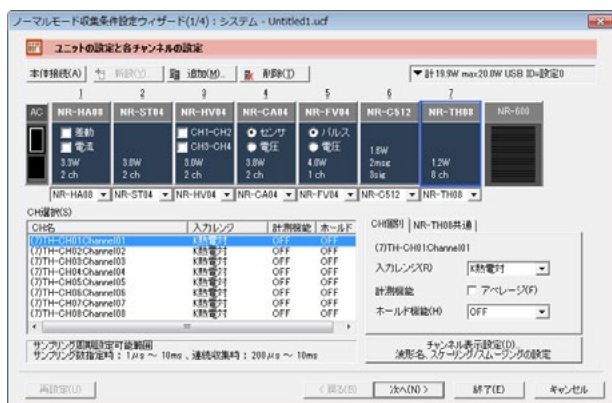 ノーマルモード収集条件設定ウィザード(1/4) : システム - Untitled1.ucf
ユニットの設定と各チャンネルの設定
本体接続(A) 追加(M)... 削除(T) ▼計19.9W max20.0W USB ID=設定0
1 2 3 4 5 6 7
AC NR-HA08 NR-ST04 NR-HV04 NR-CA04 NR-FV04 NR-C512 NR-TH08 NR-600
差動 CH1-CH2 センサ パルス
電流 CH3-CH4 電圧 電圧 1.6W
3.3W 3.0W 3.0W 3.0W 4.0W 2msg 1.2W
2 ch 2 ch 2 ch 2 ch 1 ch 3sig 8 ch
NR-HA08 NR-ST04 NR-HV04 NR-CA04 NR-FV04 NR-C512 NR-TH08
CH選択(S)
CH名 入力レンジ 計測機能 ホールド
(7)TH-CH01:Channel01 K熱電対 OFF OFF
(7)TH-CH02:Channel02 K熱電対 OFF OFF
(7)TH-CH03:Channel03 K熱電対 OFF OFF
(7)TH-CH04:Channel04 K熱電対 OFF OFF
(7)TH-CH05:Channel05 K熱電対 OFF OFF
(7)TH-CH06:Channel06 K熱電対 OFF OFF
(7)TH-CH07:Channel07 K熱電対 OFF OFF
(7)TH-CH08:Channel08 K熱電対 OFF OFF
CH個別 NR-TH08共通
(7)TH-CH01:Channel01
入力レンジ(R) K熱電対
計測機能 アベレージ(F)
ホールド機能(H) OFF
サンプリング周期設定可能範囲
サンプリング数指定時 : 1μs ～ 10ms 、連続収集時 : 200μs ～ 10ms
チャンネル表示設定(D)...
波形名、スケーリング/スムージングの設定
再設定(U) < 戻る(B) 次へ(N) > 終了(E) キャンセル